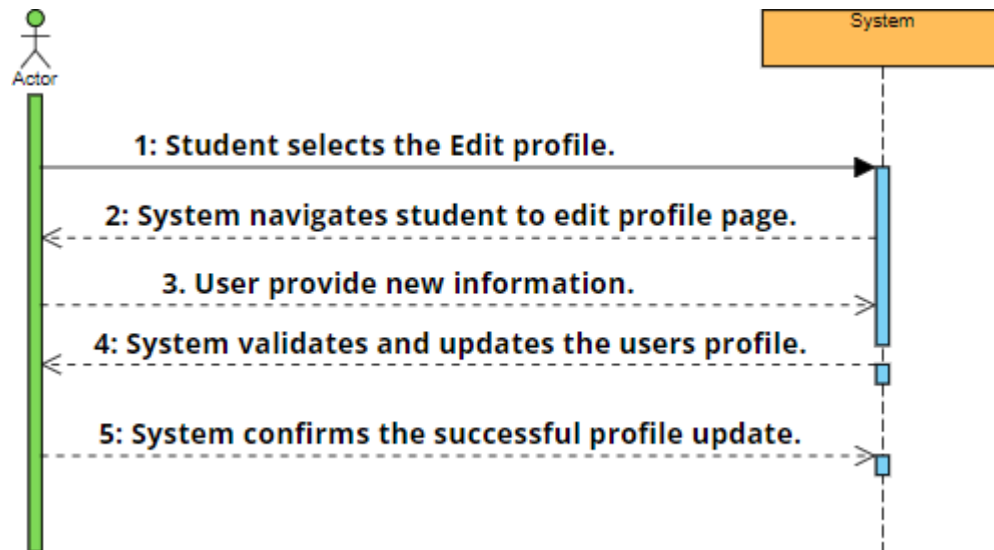 System
Actor
1: Student selects the Edit profile.
2: System navigates student to edit profile page.
3. User provide new information.
4: System validates and updates the users profile.
5: System confirms the successful profile update.